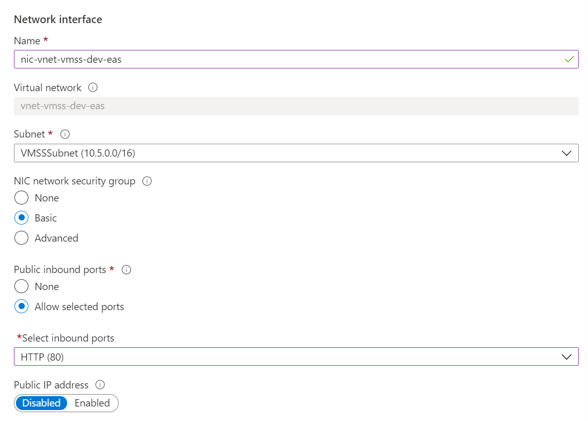 Network interface
Name *
nic-vnet-vmss-dev-eas
Virtual network
vnet-vmss-dev-eas
Subnet *
VMSSSubnet (10.5.0.0/16)
NIC network security group
None
Basic
Advanced
Public inbound ports *
None
Allow selected ports
*Select inbound ports
HTTP (80)
Public IP address
Disabled Enabled